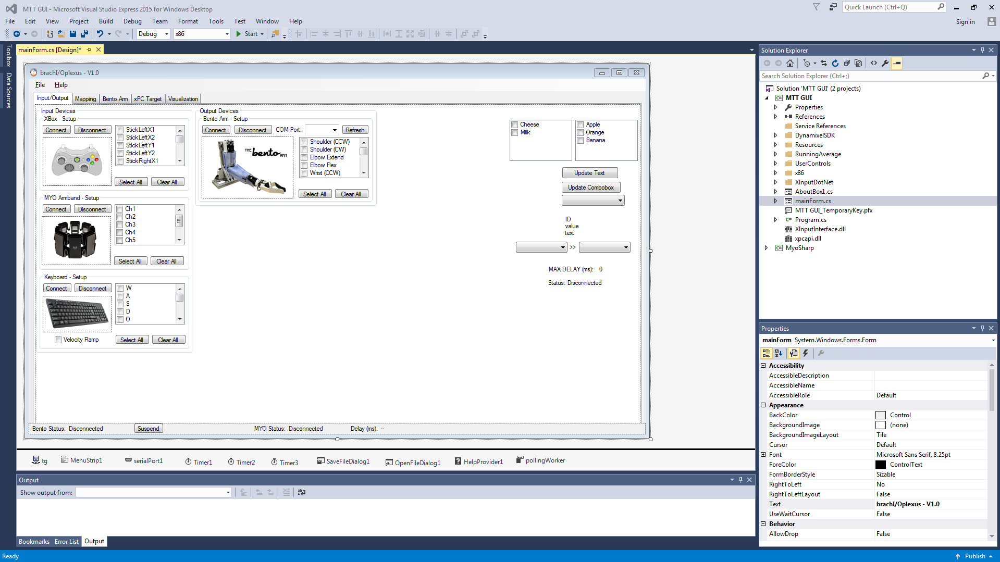 MTT GUI - Microsoft Visual Studio Express 2015 for Windows Desktop
Quick Launch (Ctrl+Q)
File Edit View Project Build Debug Team Format Tools Test Window Help
Sign in
Debug x86 Start
Toolbox
Data Sources
mainForm.cs [Design]*
brachI/Oplexus - V1.0
File Help
Input/Output Mapping Bento Arm xPC Target Visualization
Input Devices
XBox - Setup
Connect Disconnect
StickLeftX1
StickLeftX2
StickLeftY1
StickLeftY2
StickRightX1
Select All Clear All
MYO Armband - Setup
Connect Disconnect
Ch1
Ch2
Ch3
Ch4
Ch5
Select All Clear All
Keyboard - Setup
Connect Disconnect
W
A
S
D
O
Velocity Ramp Select All Clear All
Output Devices
Bento Arm - Setup
Connect Disconnect COM Port: Refresh
THE bento ARM
Shoulder (CCW)
Shoulder (CW)
Elbow Extend
Elbow Flex
Wrist (CCW)
Select All Clear All
Cheese
Milk
Apple
Orange
Banana
Update Text
Update Combobox
ID
value
text
>>
MAX DELAY (ms): 0
Status: Disconnected
Bento Status: Disconnected Suspend MYO Status: Disconnected Delay (ms): --
tg MenuStrip1 serialPort1 Timer1 Timer2 Timer3 SaveFileDialog1 OpenFileDialog1 HelpProvider1 pollingWorker
Output
Show output from:
Bookmarks Error List Output
Ready
Solution Explorer
Search Solution Explorer (Ctrl+;)
Solution 'MTT GUI' (2 projects)
C# MTT GUI
Properties
References
Service References
DynamixelSDK
Resources
RunningAverage
UserControls
x86
XInputDotNet
AboutBox1.cs
mainForm.cs
MTT GUI_TemporaryKey.pfx
C# Program.cs
XInputInterface.dll
xpcapi.dll
C# MyoSharp
Properties
mainForm System.Windows.Forms.Form
Accessibility
AccessibleDescription
AccessibleName
AccessibleRole Default
Appearance
BackColor Control
BackgroundImage (none)
BackgroundImageLayout Tile
Cursor Default
Font Microsoft Sans Serif, 8.25pt
ForeColor ControlText
FormBorderStyle Sizable
RightToLeft No
RightToLeftLayout False
Text brachI/Oplexus - V1.0
UseWaitCursor False
Behavior
AllowDrop False
Publish